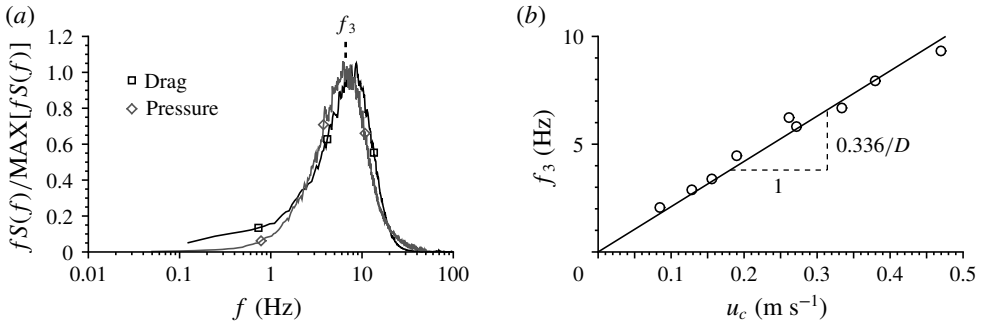 (a)
f3
1.2
1.0
0.8
0.6
0.4
0.2
0
fS(f)/MAX[fS(f)]
Drag
Pressure
0.01
0.1
1
10
100
f (Hz)
(b)
10
5
0
f3 (Hz)
0.336/D
1
0.1
0.2
0.3
0.4
0.5
uc (m s−1)